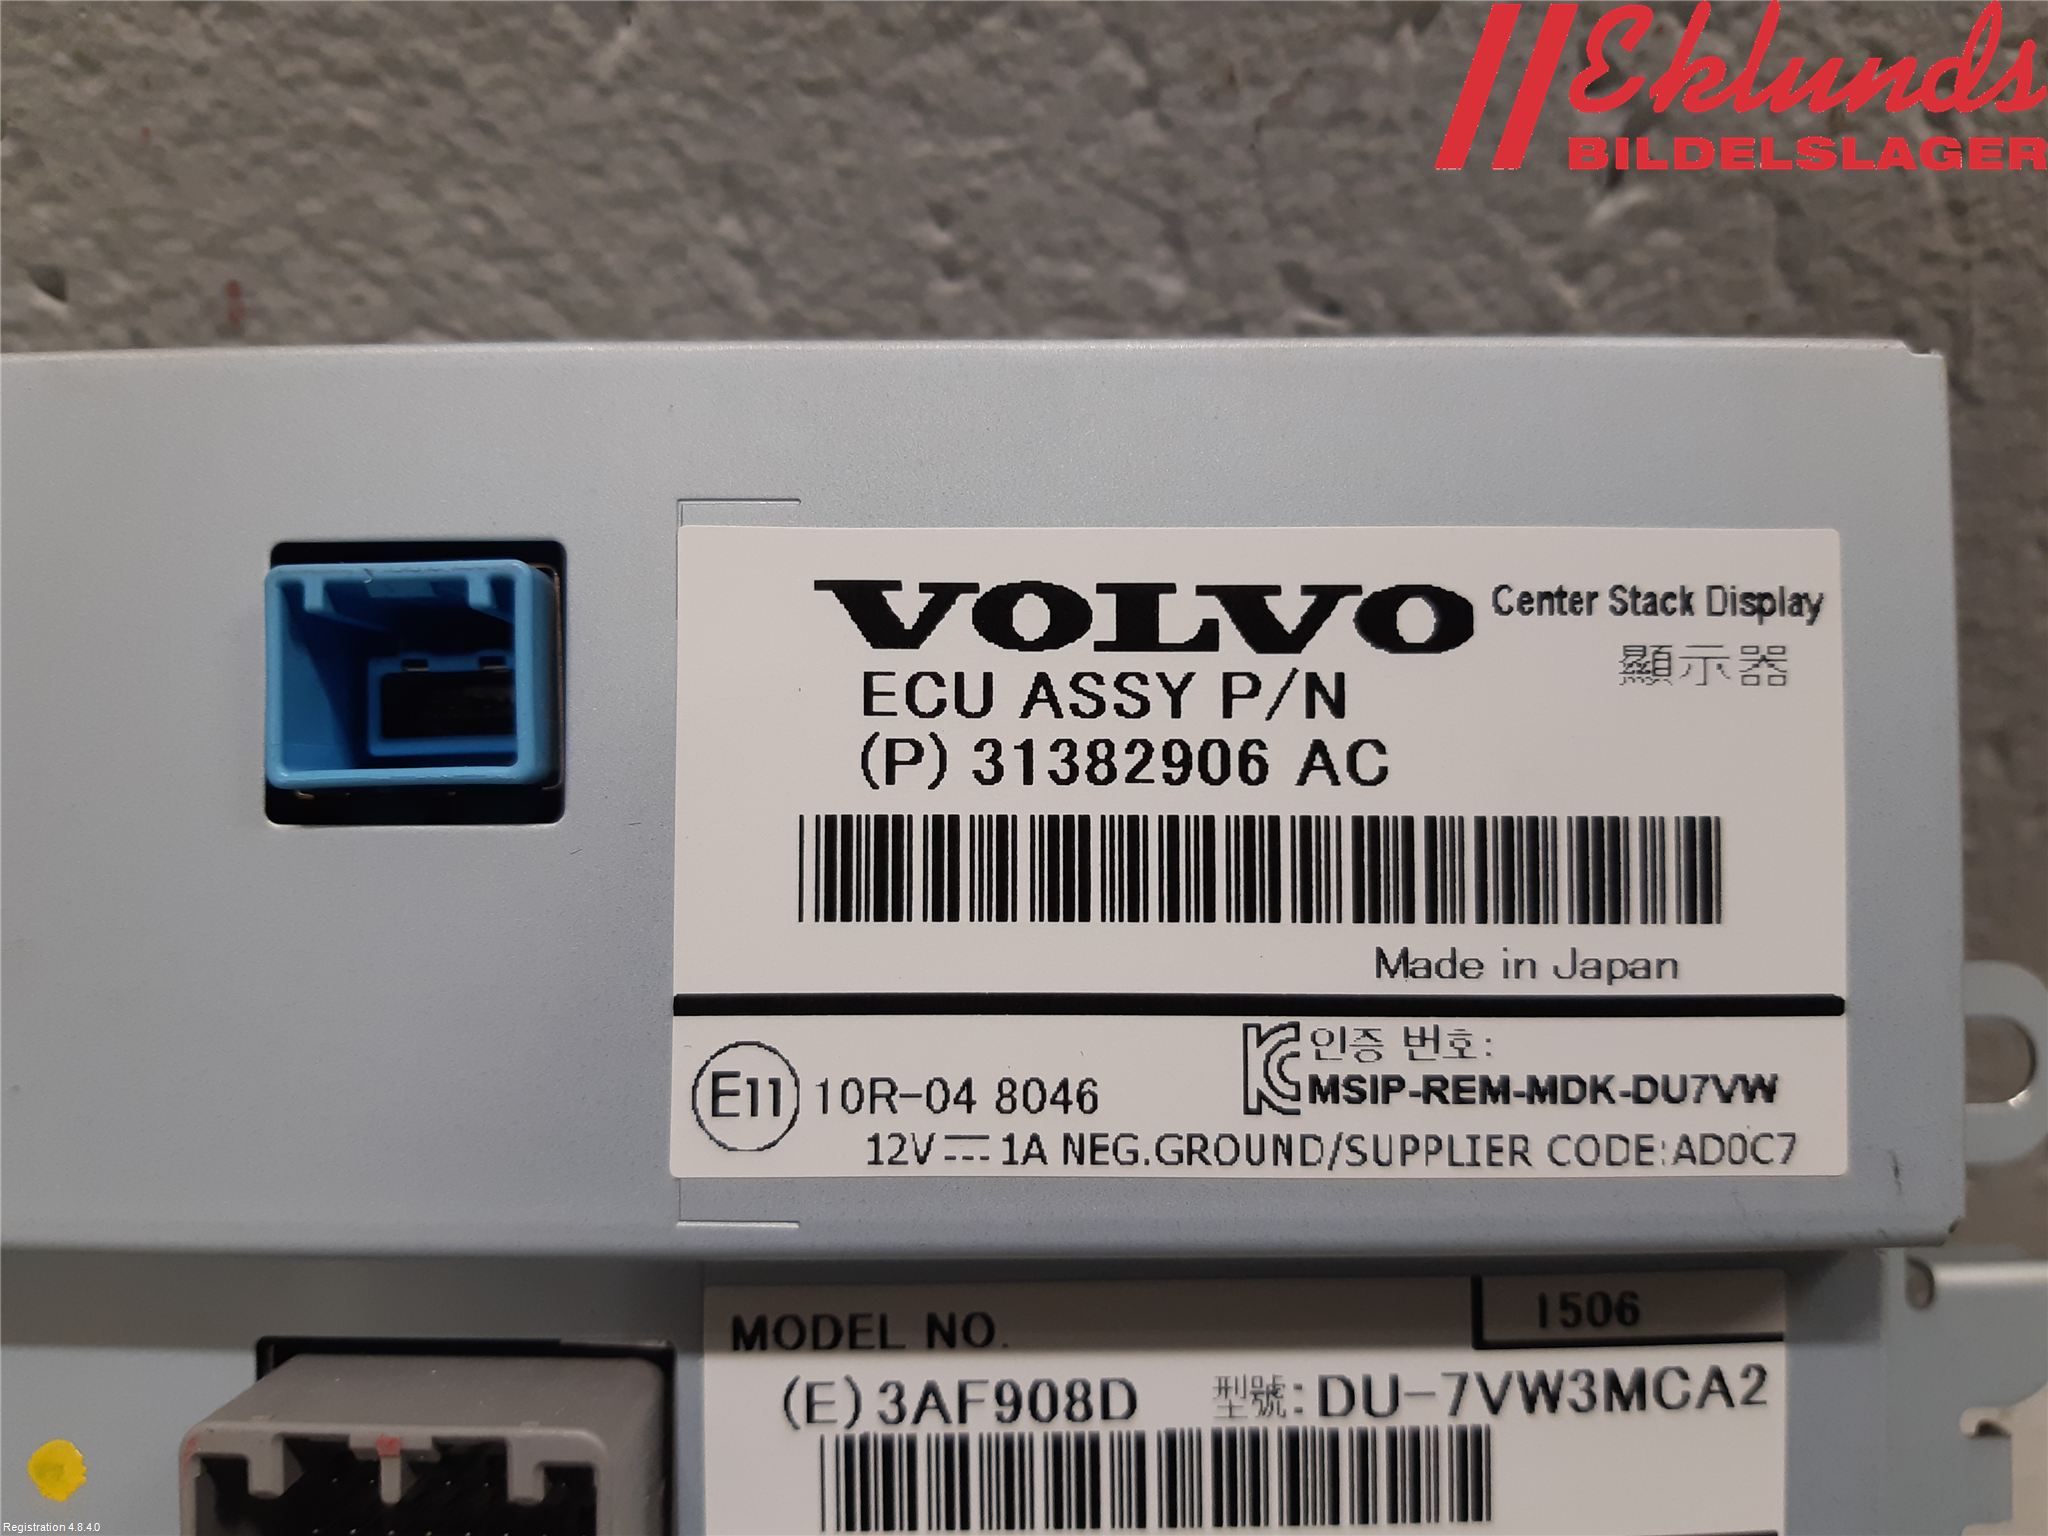 Eklunds
BILDELSLAGER
VOLVO Center Stack Display
顯示器
ECU ASSY P/N
(P) 31382906 AC
Made in Japan
E11 10R-04 8046
인증 번호:
MSIP-REM-MDK-DU7VW
12V 1A NEG.GROUND/SUPPLIER CODE:AD0C7
MODEL NO. 1506
(E) 3AF908D 型號: DU-7VW3MCA2
Registration 4.8.4.0